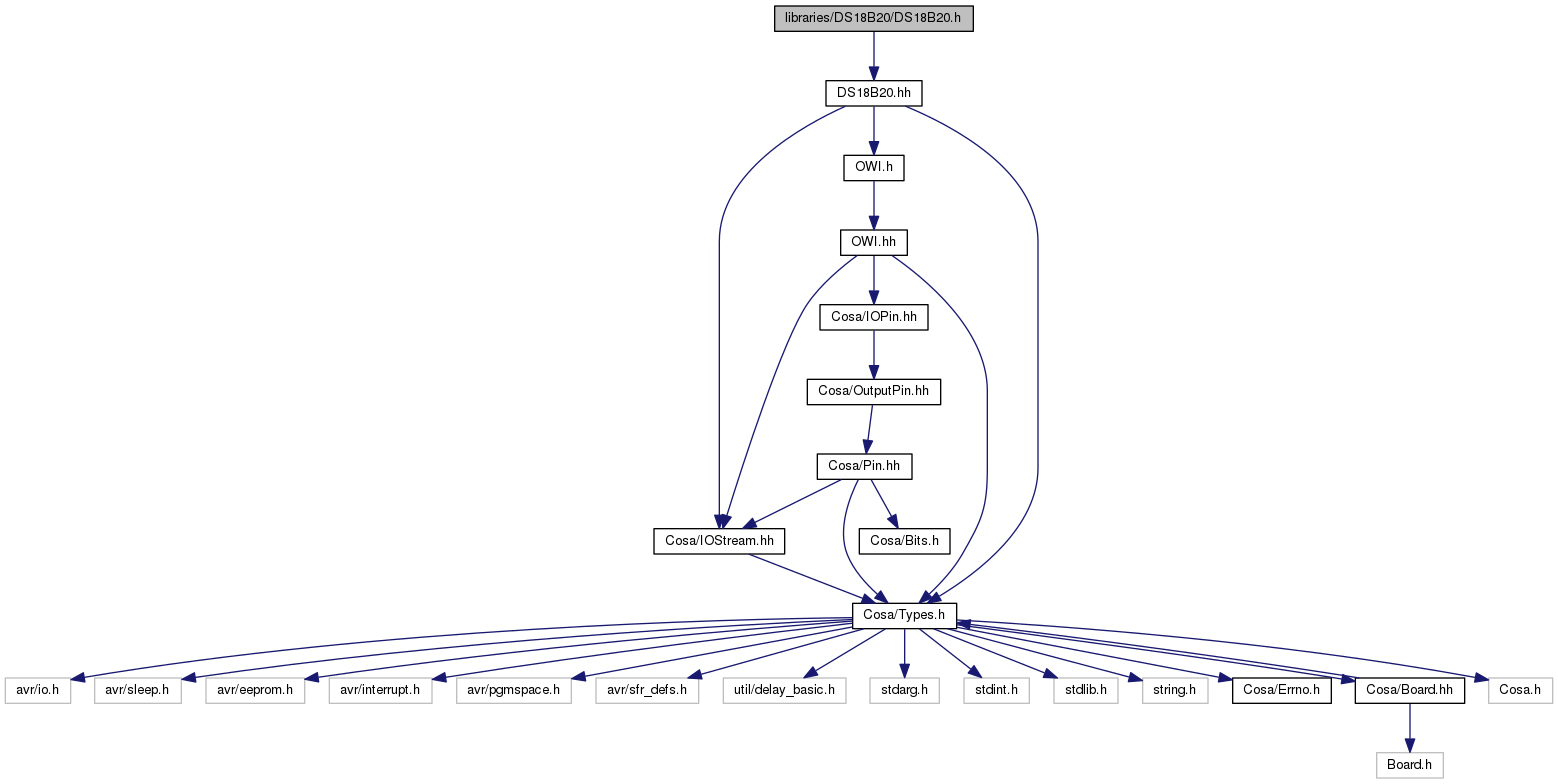 libraries/DS18B20/DS18B20.h
DS18B20.hh
OWI.h
OWI.hh
Cosa/IOPin.hh
Cosa/OutputPin.hh
Cosa/Pin.hh
Cosa/IOStream.hh
Cosa/Bits.h
Cosa/Types.h
avr/io.h
avr/sleep.h
avr/eeprom.h
avr/interrupt.h
avr/pgmspace.h
avr/sfr_defs.h
util/delay_basic.h
stdarg.h
stdint.h
stdlib.h
string.h
Cosa/Errno.h
Cosa/Board.hh
Cosa.h
Board.h